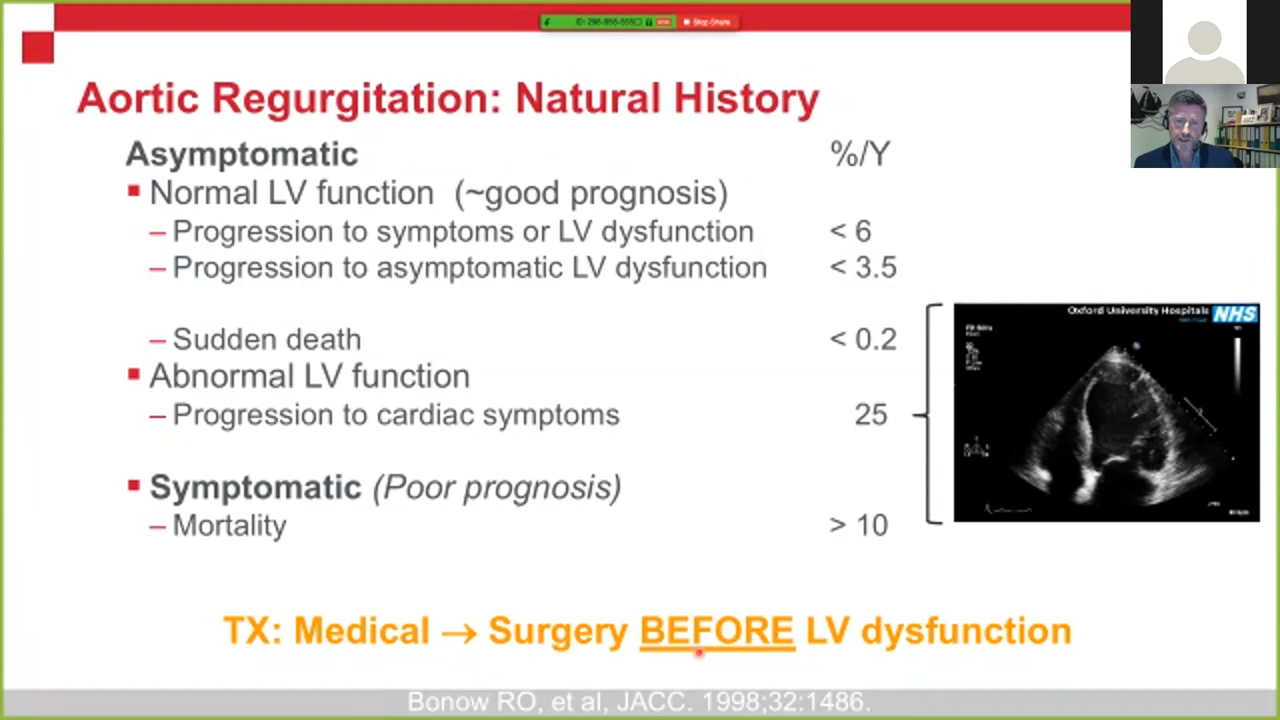 Stop Share
Aortic Regurgitation: Natural History
Asymptomatic %/Y
Normal LV function (~good prognosis)
– Progression to symptoms or LV dysfunction < 6
– Progression to asymptomatic LV dysfunction < 3.5
– Sudden death < 0.2
Abnormal LV function
– Progression to cardiac symptoms 25
Symptomatic (Poor prognosis)
– Mortality > 10
Oxford University Hospitals NHS
TX: Medical → Surgery BEFORE LV dysfunction
Bonow RO, et al, JACC. 1998;32:1486.